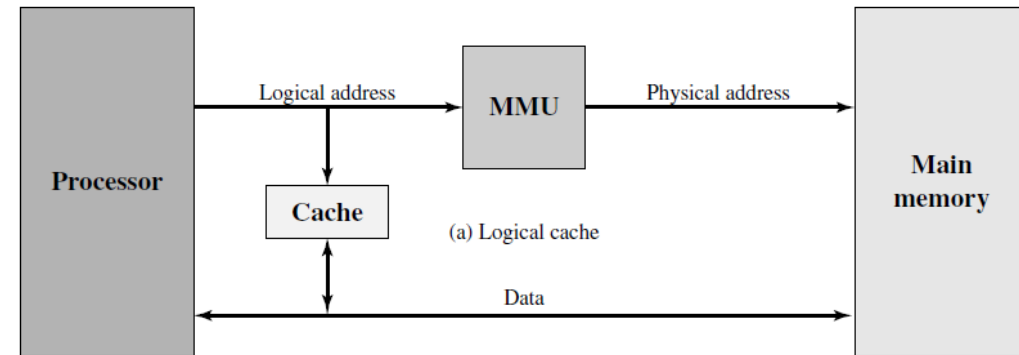 Logical address
MMU
Physical address
Processor
Main
memory
Cache
(a) Logical cache
Data